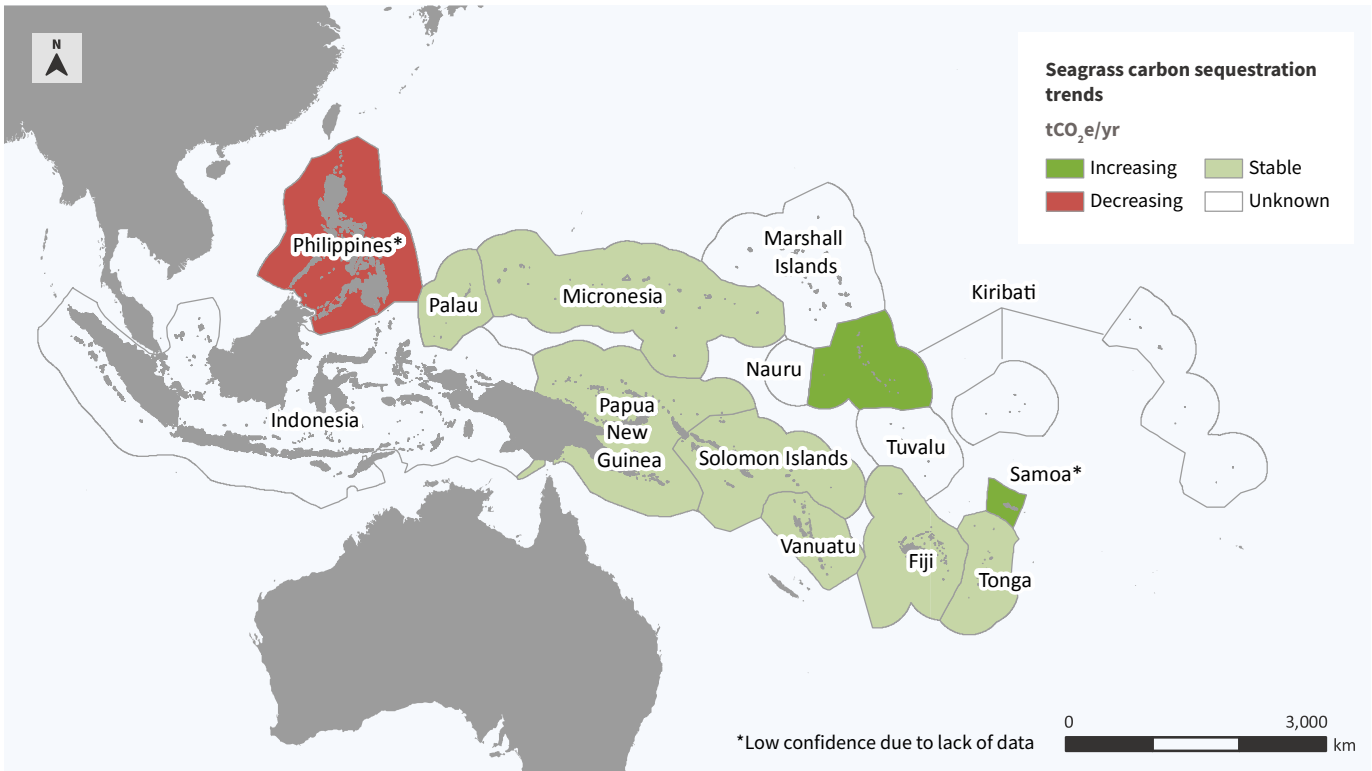 N
Seagrass carbon sequestration
trends
tCO₂e/yr
Increasing
Stable
Decreasing
Unknown
Philippines*
Marshall
Islands
Palau
Micronesia
Kiribati
Nauru
Indonesia
Papua
New
Guinea
Solomon Islands
Tuvalu
Samoa*
Vanuatu
Fiji
Tonga
*Low confidence due to lack of data
0
3,000
km